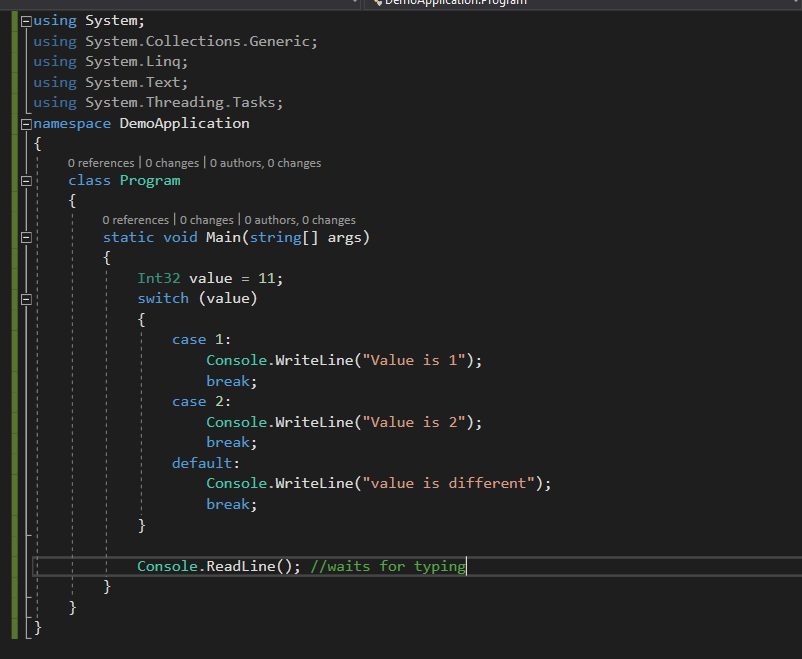 DemoApplication.Program
using System;
using System.Collections.Generic;
using System.Linq;
using System.Text;
using System.Threading.Tasks;
namespace DemoApplication
{
0 references | 0 changes | 0 authors, 0 changes
class Program
{
0 references | 0 changes | 0 authors, 0 changes
static void Main(string[] args)
{
Int32 value = 11;
switch (value)
{
case 1:
Console.WriteLine("Value is 1");
break;
case 2:
Console.WriteLine("Value is 2");
break;
default:
Console.WriteLine("value is different");
break;
}
Console.ReadLine(); //waits for typing
}
}
}